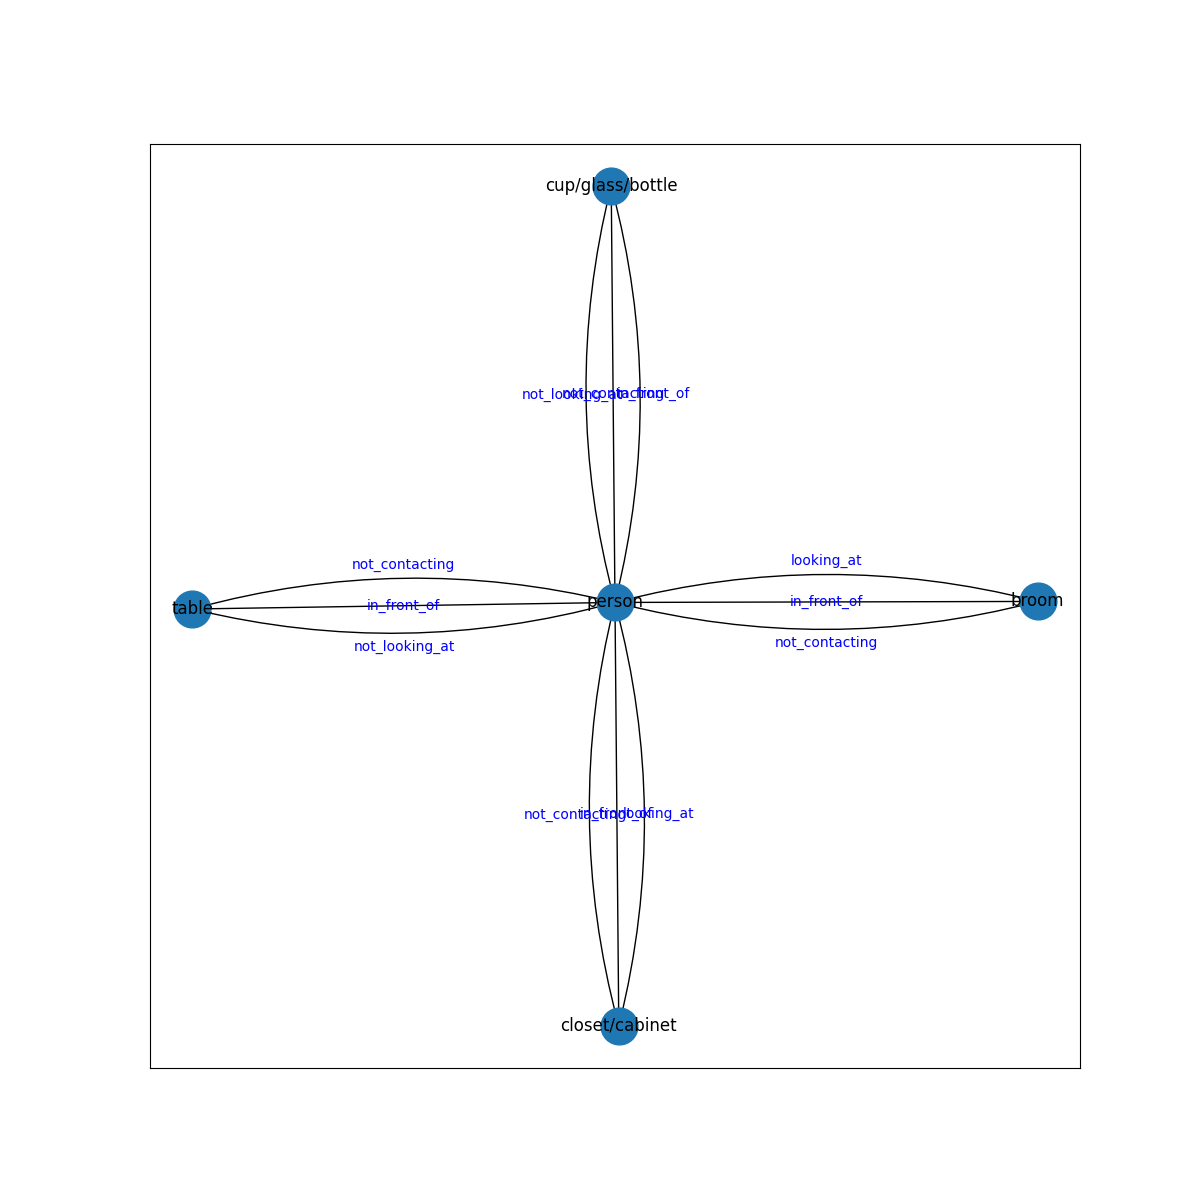 cup/glass/bottle
not_looking_at
not_contacting
in_front_of
not_contacting
looking_at
table
in_front_of
person
in_front_of
broom
not_looking_at
not_contacting
not_contacting
in_front_of
looking_at
closet/cabinet